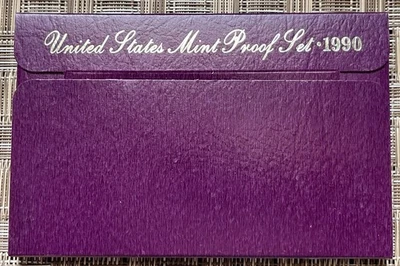 United States Mint Proof Set • 1990